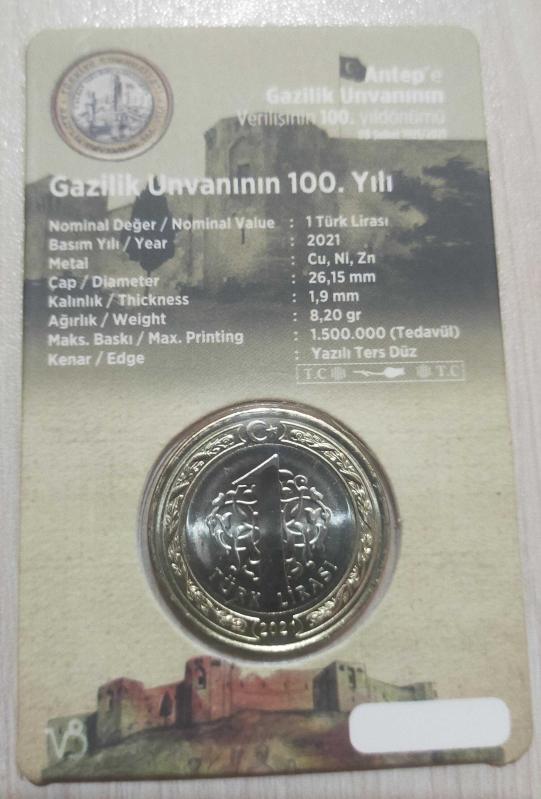 Antep'e
Gazilik Unvanının
Verilişinin 100. yıldönümü
Gazilik Unvanının 100. Yılı
Nominal Değer / Nominal Value : 1 Türk Lirası
Basım Yılı / Year : 2021
Metal : Cu, Ni, Zn
Çap / Diameter : 26,15 mm
Kalınlık / Thickness : 1,9 mm
Ağırlık / Weight : 8,20 gr
Maks. Baskı / Max. Printing : 1.500.000 (Tedavül)
Kenar / Edge : Yazılı Ters Düz
T.C T.C
1
TÜRK LİRASI
2021